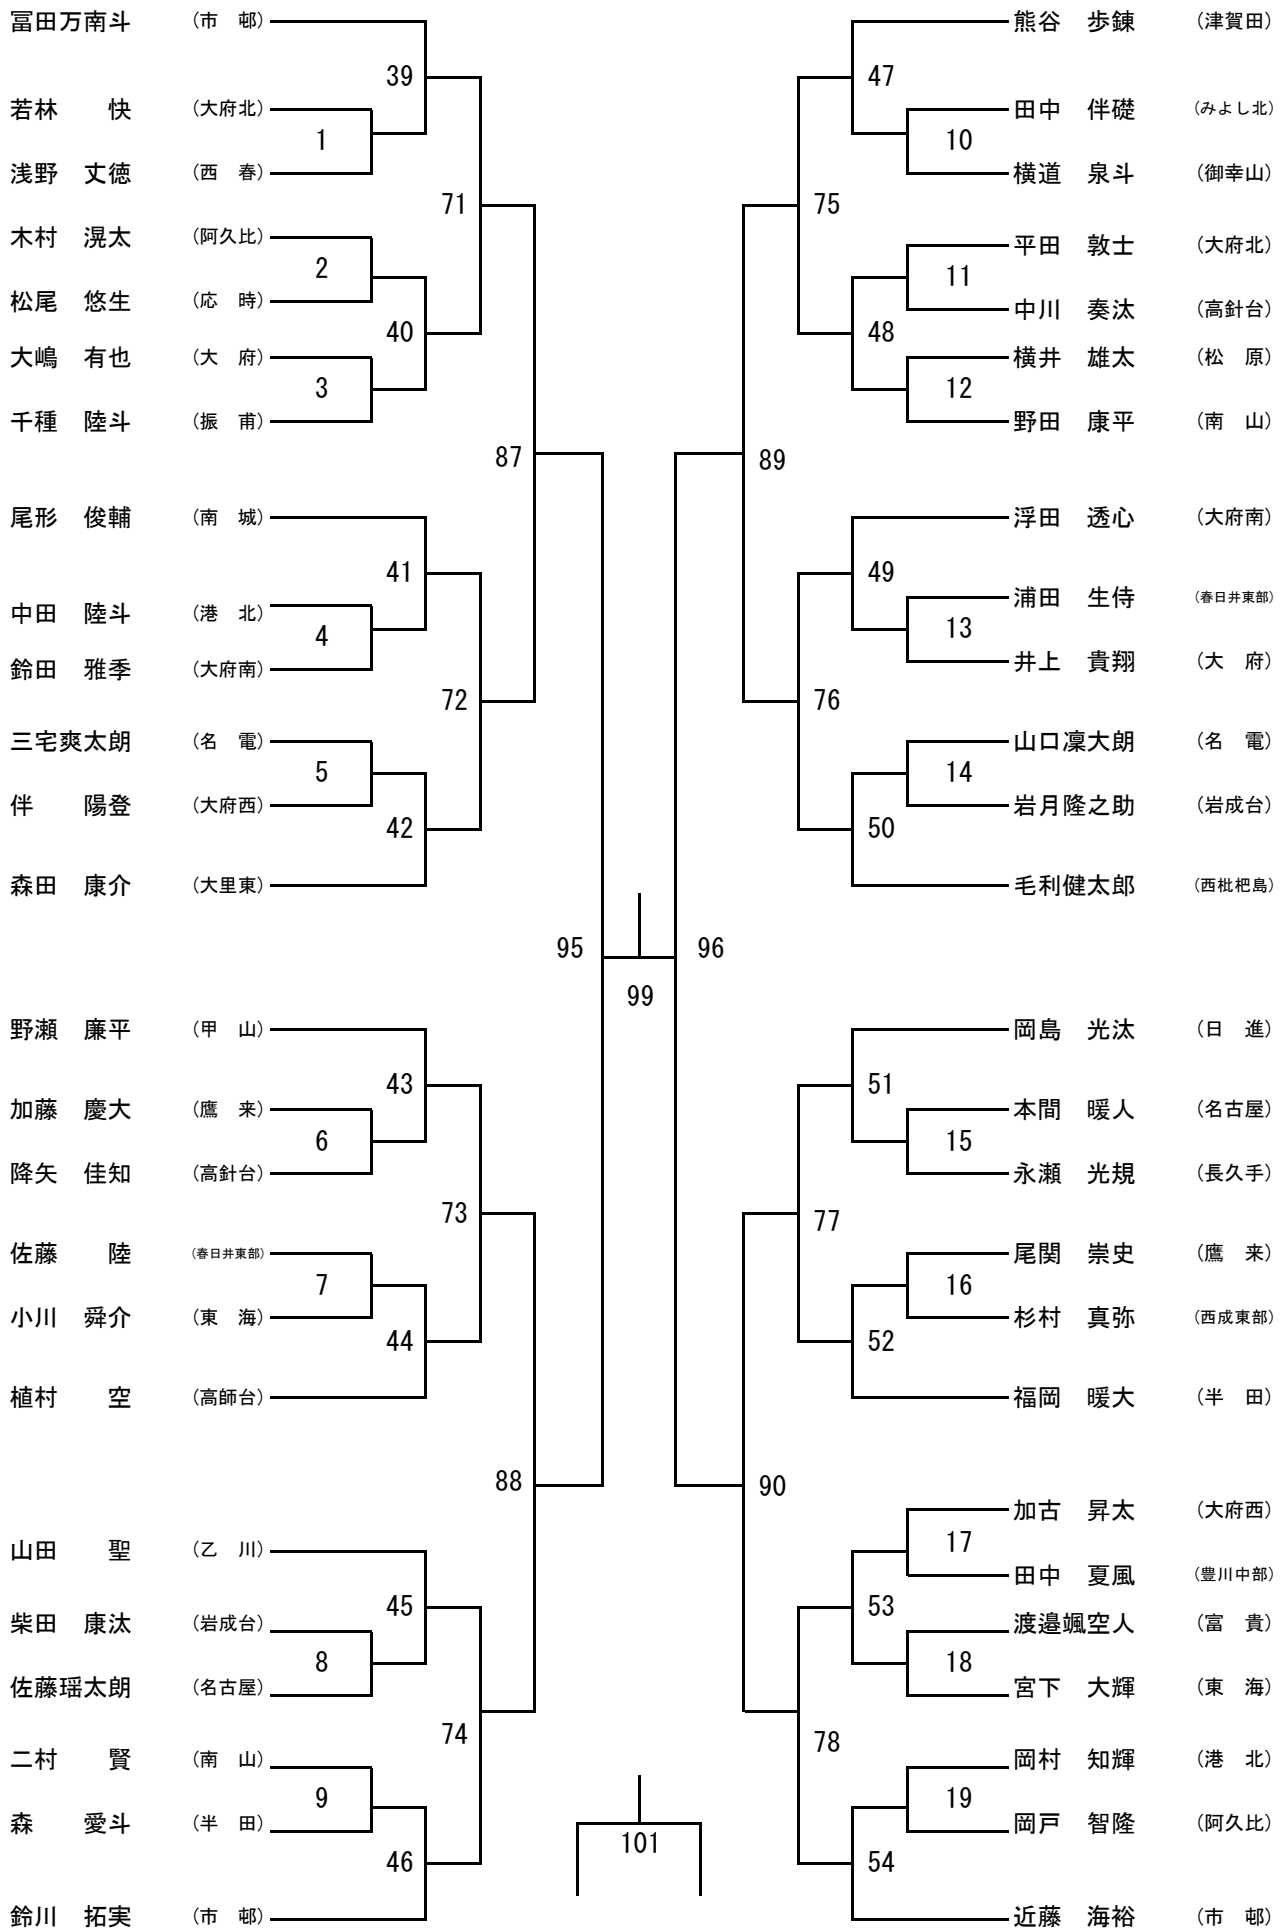 冨田万南斗　（市　邨）
39
若林　　快　（大府北）
1
浅野　丈徳　（西　春）
71
木村　滉太　（阿久比）
2
松尾　悠生　（応　時）
40
大嶋　有也　（大　府）
3
千種　陸斗　（振　甫）
87
尾形　俊輔　（南　城）
41
中田　陸斗　（港　北）
4
鈴田　雅季　（大府南）
72
三宅爽太朗　（名　電）
5
伴　　陽登　（大府西）
42
森田　康介　（大里東）
95
野瀬　廉平　（甲　山）
43
加藤　慶大　（鷹　来）
6
降矢　佳知　（高針台）
73
佐藤　　陸　（春日井東部）
7
小川　舜介　（東　海）
44
植村　　空　（高師台）
88
山田　　聖　（乙　川）
45
柴田　康汰　（岩成台）
8
佐藤瑶太朗　（名古屋）
74
二村　　賢　（南　山）
9
森　　愛斗　（半　田）
46
鈴川　拓実　（市　邨）
99
101
熊谷　歩錬　（津賀田）
47
田中　伴礎　（みよし北）
10
横道　泉斗　（御幸山）
75
平田　敦士　（大府北）
11
中川　奏汰　（高針台）
48
横井　雄太　（松　原）
12
野田　康平　（南　山）
89
浮田　透心　（大府南）
49
浦田　生侍　（春日井東部）
13
井上　貴翔　（大　府）
76
山口凜大朗　（名　電）
14
岩月隆之助　（岩成台）
50
毛利健太郎　（西枇杷島）
96
岡島　光汰　（日　進）
51
本間　暖人　（名古屋）
15
永瀬　光規　（長久手）
77
尾関　崇史　（鷹　来）
16
杉村　真弥　（西成東部）
52
福岡　暖大　（半　田）
90
加古　昇太　（大府西）
17
田中　夏風　（豊川中部）
53
渡邉颯空人　（富　貴）
18
宮下　大輝　（東　海）
78
岡村　知輝　（港　北）
19
岡戸　智隆　（阿久比）
54
近藤　海裕　（市　邨）